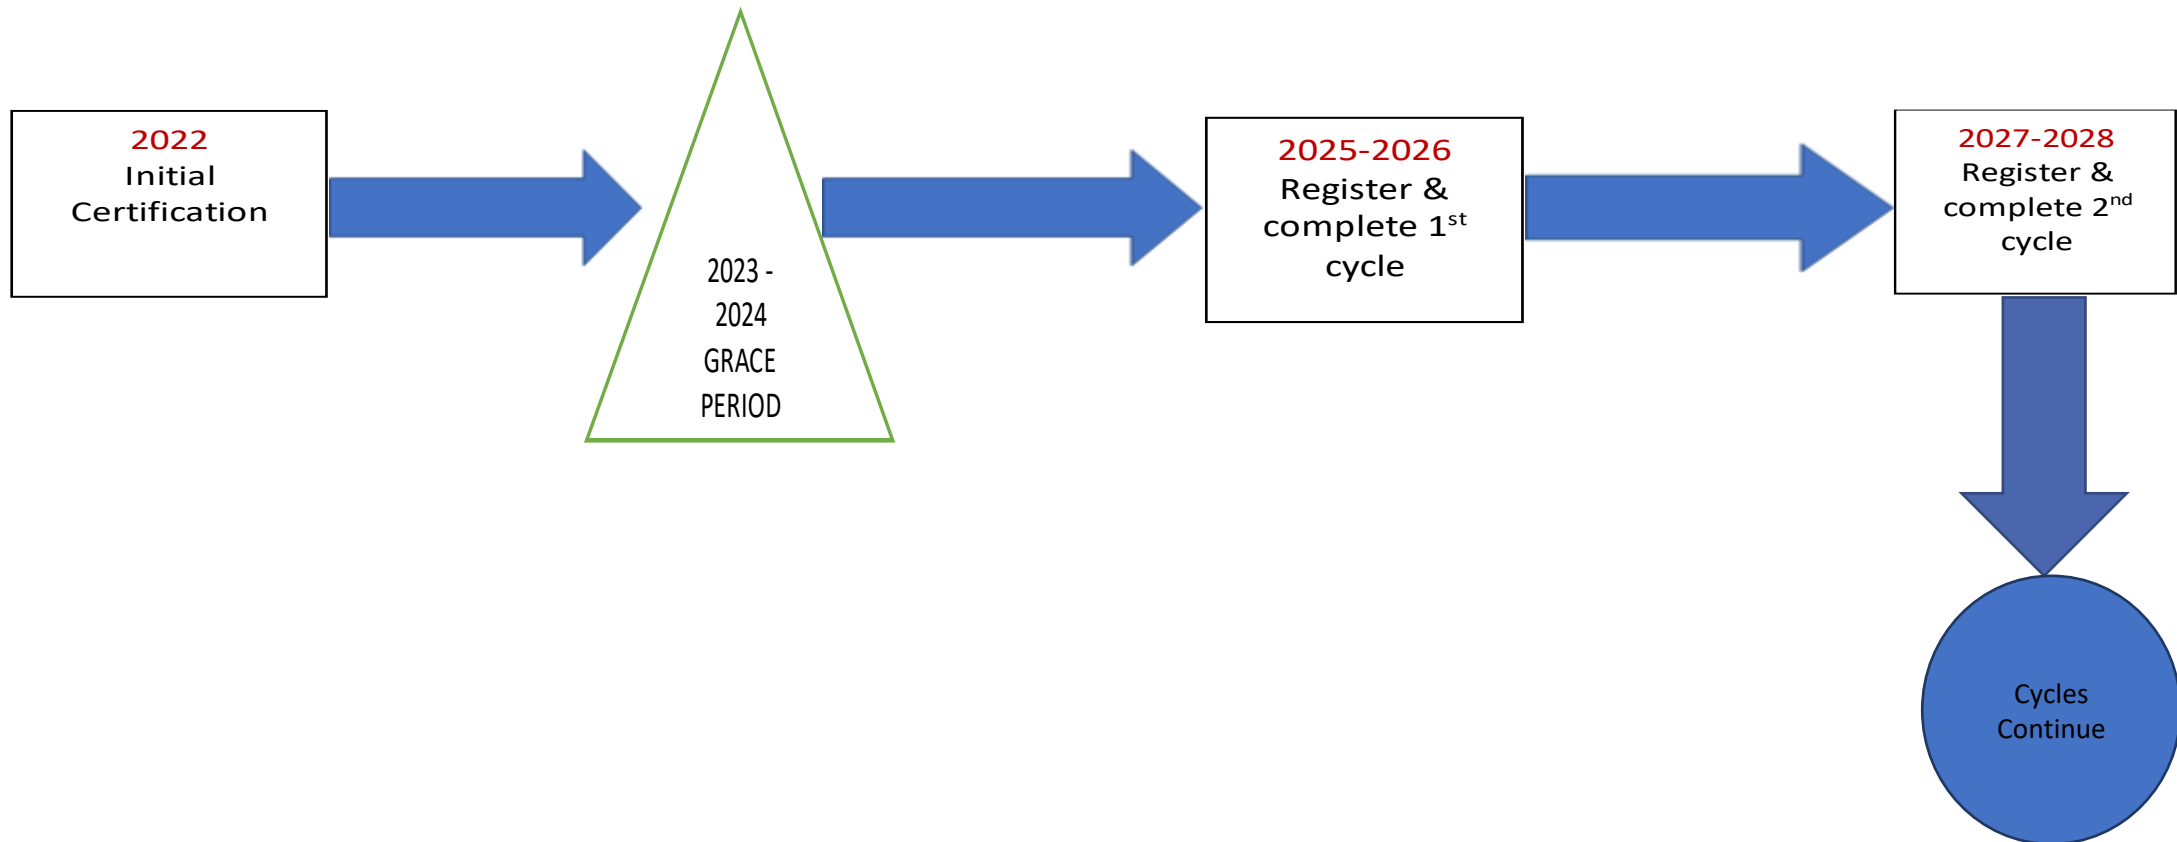 2022
Initial
Certification
2023 -
2024
GRACE
PERIOD
2025-2026
Register &
complete 1st
cycle
2027-2028
Register &
complete 2nd
cycle
Cycles
Continue